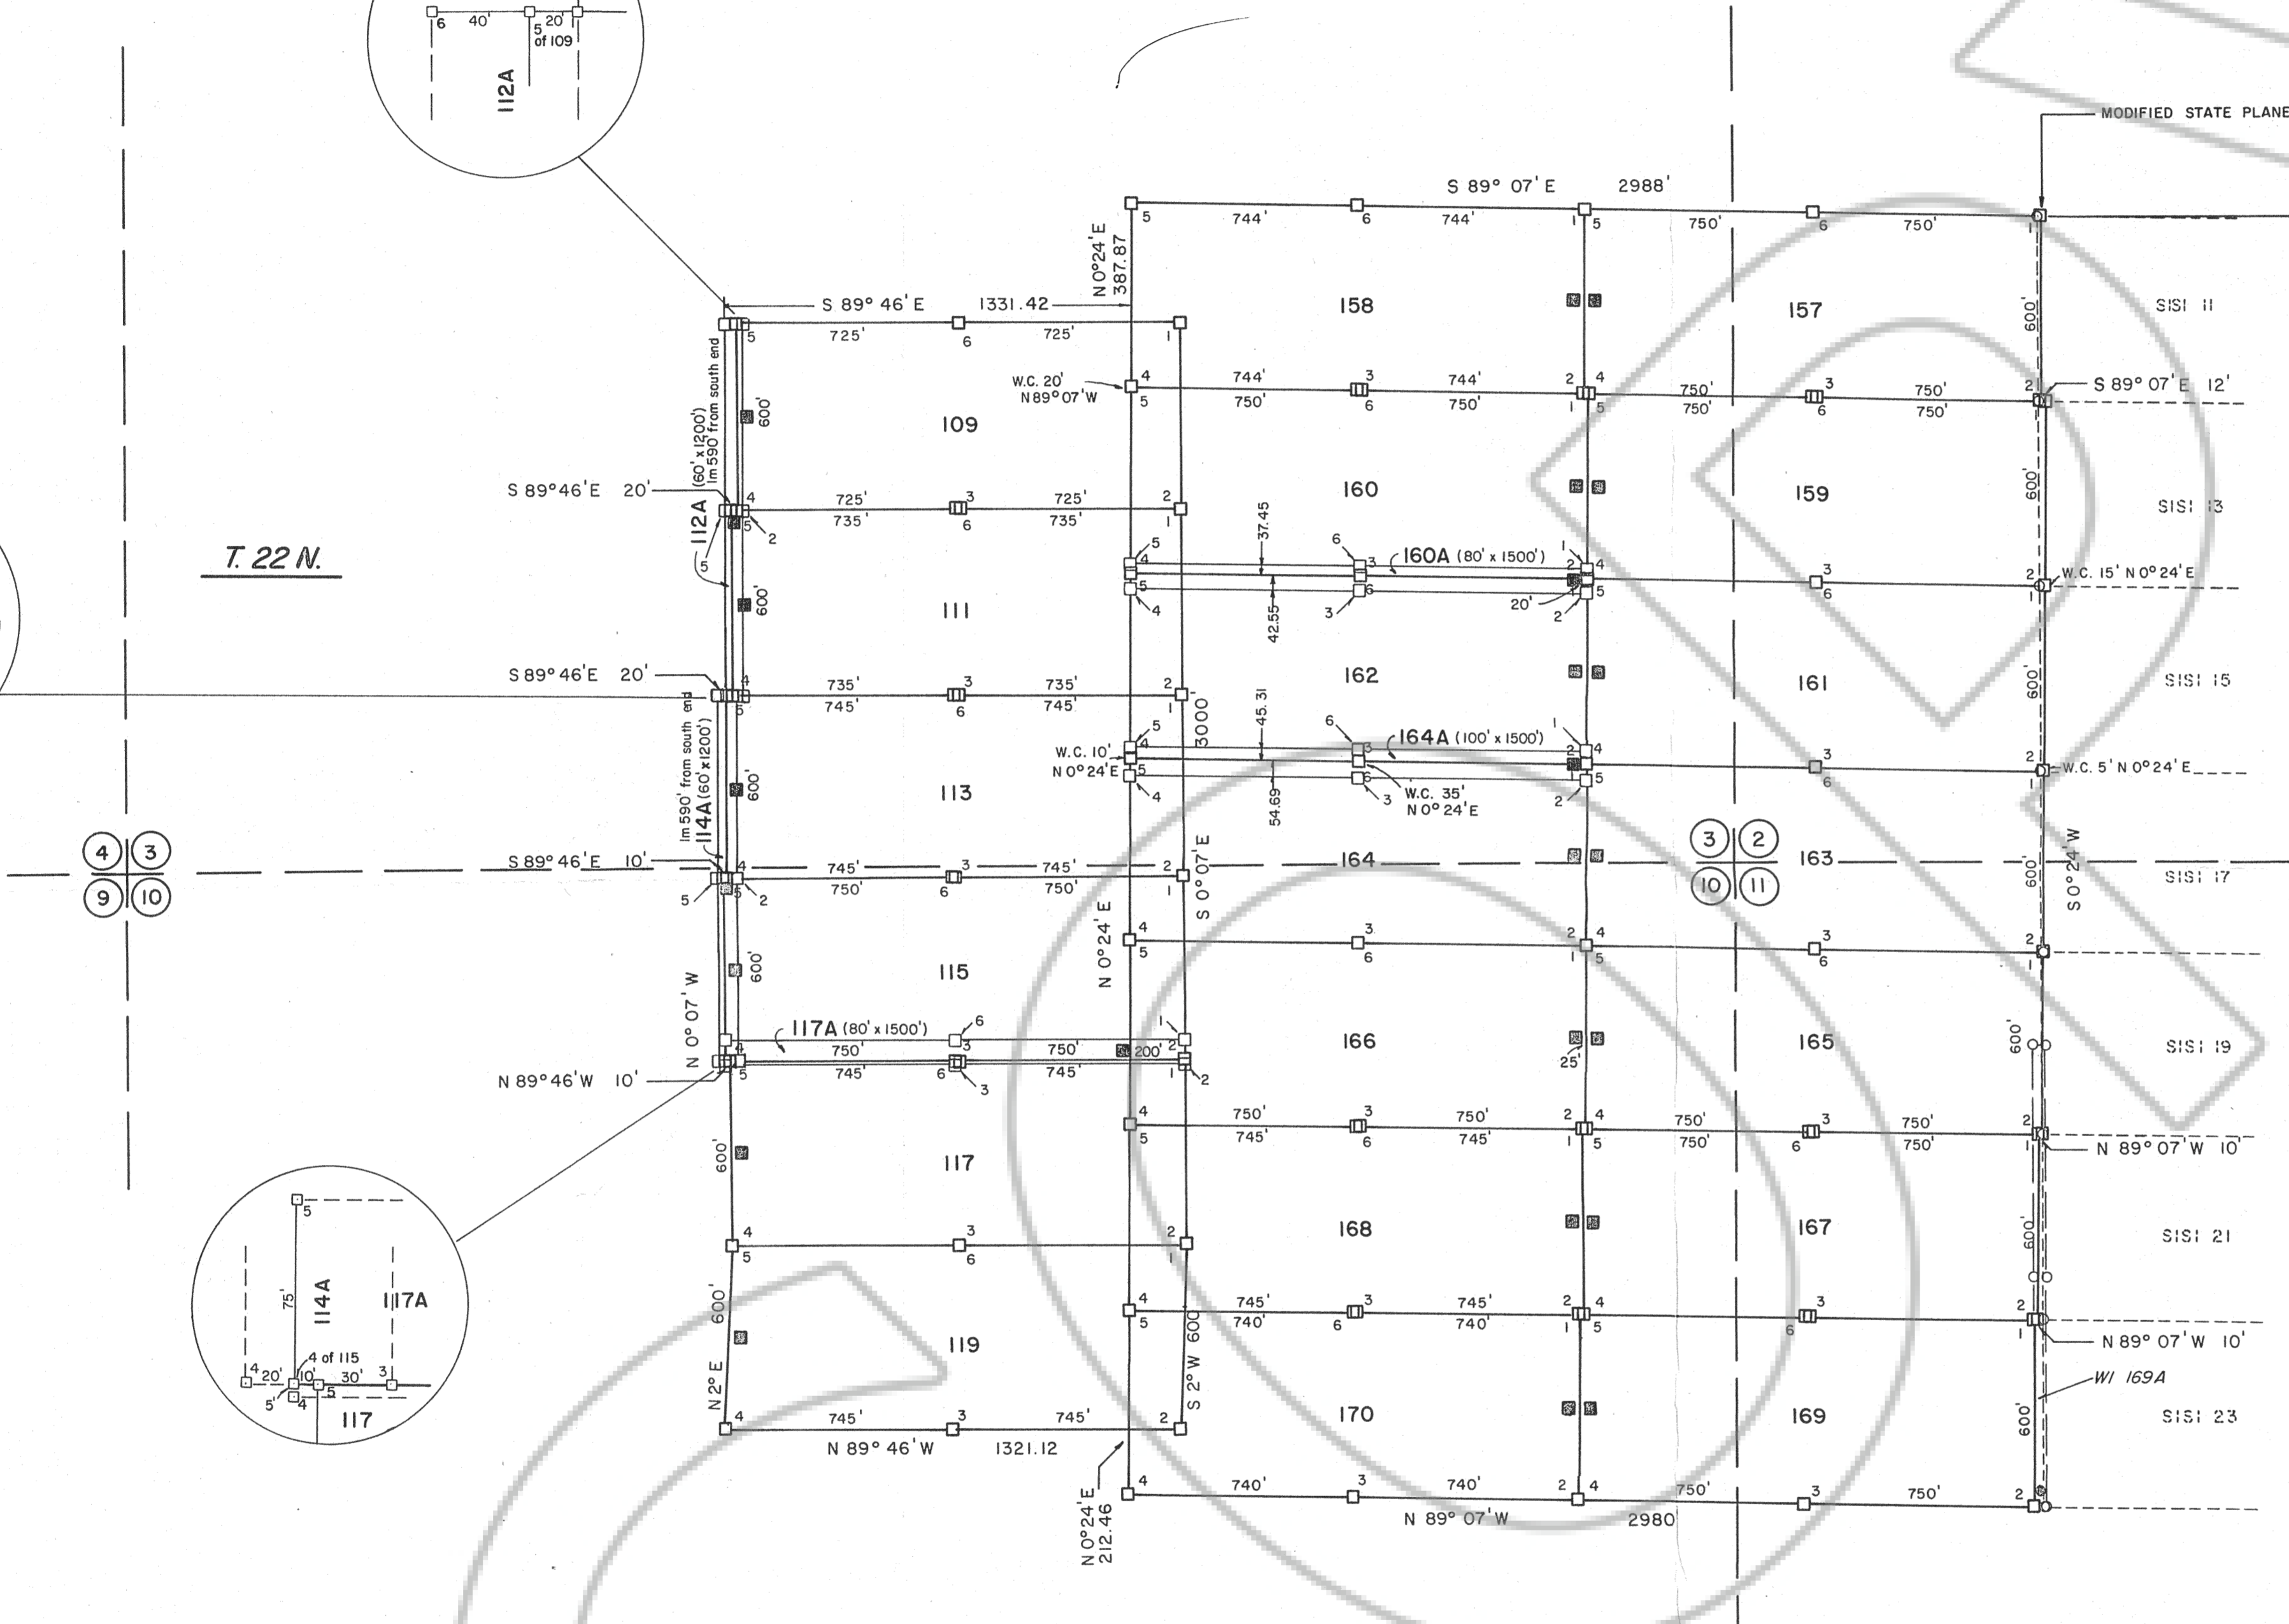 6 40' 20' 1
5
of 109
112A
MODIFIED STATE PLANE
S 89° 07' E 2988'
5 744' 6 744' 1 5 750' 6 750' 1
N 0°24'E
387.87
S 89° 46' E 1331.42
5 725' 6 725' 1
158
157
600'
SISI 11
W.C. 20'
N 89° 07' W
4 744' 3 744' 2 4 3 2
5 750' 6 750' 1 5 750' 6 750' 1
750' 750'
S 89° 07' E 12'
(60' x 1200')
lm 590' from south end
600'
109
S 89° 46' E 20'
4 725' 3 725' 2
5 735' 6 735' 1
2
112A
5
160
159
600'
SISI 13
37.45
5
4
6
3
160A (80' x 1500')
1
2 4
5
4
42.55
3
6
20'
2
5
3
6
2
1
W.C. 15' N 0° 24' E
T. 22 N.
600'
111
S 89° 46' E 20'
4 735' 3 735' 2
5 745' 6 745' 1
162
161
600'
SISI 15
3000'
45.31
5
4
W.C. 10'
N 0° 24' E
5
4
6
3
164A (100' x 1500')
1
2 4
1 5
2
54.69
6
3
W.C. 35'
N 0° 24' E
3
6
2
1
W.C. 5' N 0° 24' E
lm 590' from south end
114A (60' x 1200')
600'
113
4 3
9 10
S 89° 46' E 10'
4 745' 3 745' 2
5 750' 6 750' 1
5
2
164
3 2
10 11
163
600'
S 0° 24' W
SISI 17
S 0° 07' E
N 0° 24' E
4 3 2 4 3 2
5 6 1 5 6 1
N 0° 07' W
600'
115
117A (80' x 1500')
6
1
4 750' 3 750' 200' 2
5 745' 6 745' 1
3
2
N 89° 46' W 10'
166
25'
165
600'
SISI 19
4 750' 3 750' 2 4 3 2
5 745' 6 745' 1 5 750' 6 750' 1
750' 750'
N 89° 07' W 10'
600'
117
4 3 2
5 6 1
168
167
600'
SISI 21
4 745' 3 745' 2 4 3 2
5 740' 6 740' 1 5 6 1
N 89° 07' W 10'
5
75'
114A
117A
4 of 115
4 20' 10' 30' 3
5' 4 5
117
600'
119
N 2° E
S 2° W 600'
4 745' 3 745' 2
N 89° 46' W 1321.12
170
169
600'
WI 169A
SISI 23
N 0° 24' E
212.46
4 740' 3 740' 2 4 750' 3 750' 2
N 89° 07' W 2980'